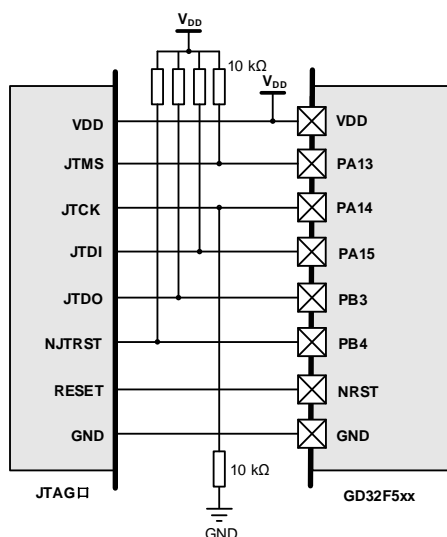 VDD
10 kΩ
VDD
VDD
VDD
JTMS
PA13
JTCK
PA14
JTDI
PA15
JTDO
PB3
NJTRST
PB4
RESET
NRST
GND
GND
10 kΩ
JTAG口
GD32F5xx
GND